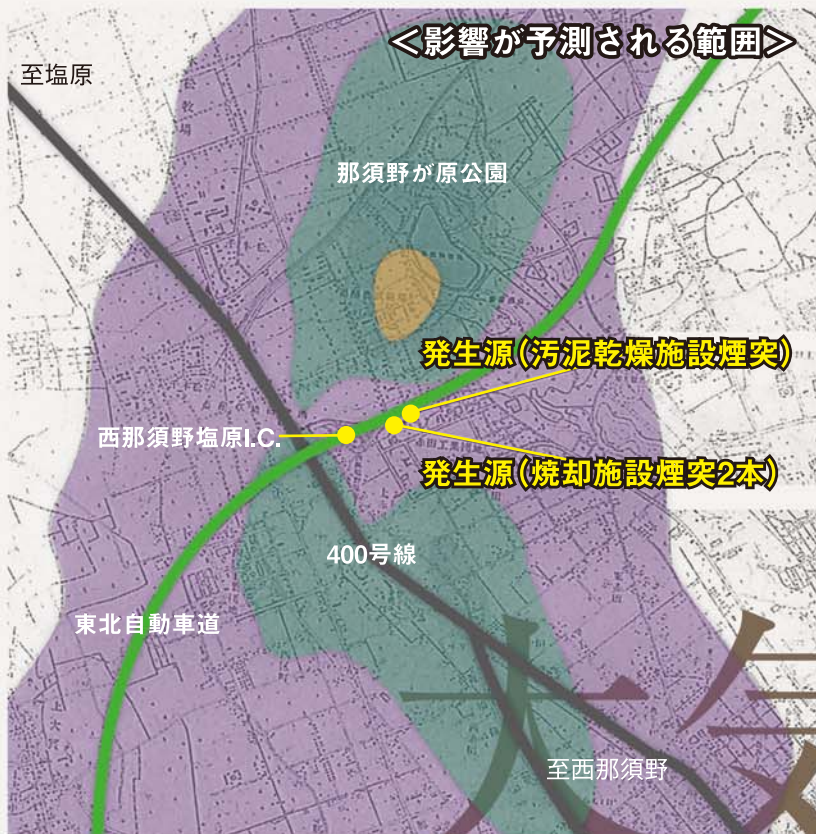 ＜影響が予測される範囲＞
至塩原
那須野が原公園
発生源（汚泥乾燥施設煙突）
西那須野塩原I.C.
発生源（焼却施設煙突2本）
400号線
東北自動車道
大気
至西那須野